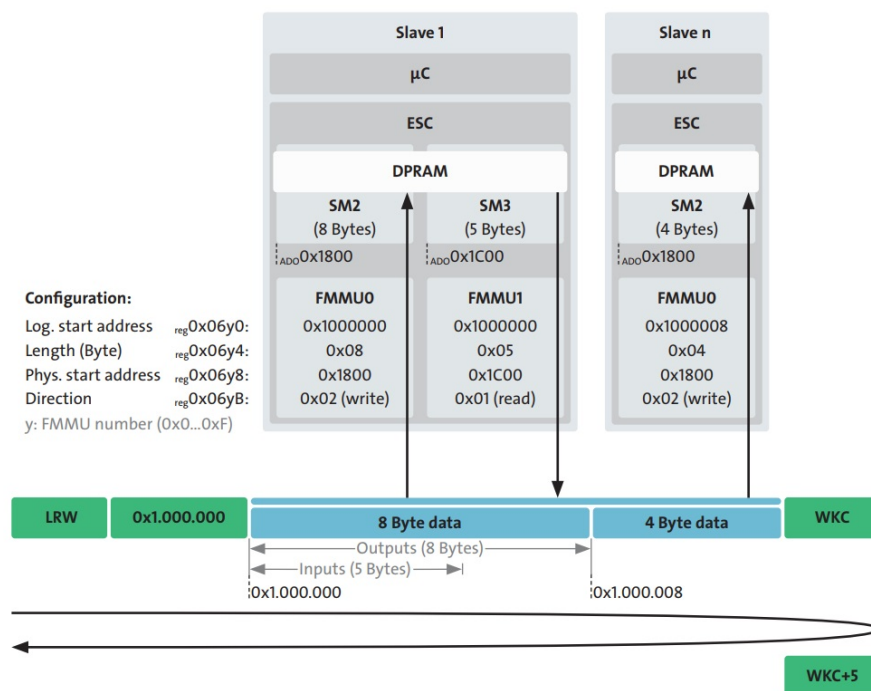 Slave 1
Slave n
µC
µC
ESC
ESC
DPRAM
DPRAM
SM2
(8 Bytes)
SM3
(5 Bytes)
SM2
(4 Bytes)
ADO0x1800
ADO0x1C00
ADO0x1800
Configuration:
FMMU0
FMMU1
FMMU0
Log. start address reg0x06y0: 0x1000000 0x1000000 0x1000008
Length (Byte) reg0x06y4: 0x08 0x05 0x04
Phys. start address reg0x06y8: 0x1800 0x1C00 0x1800
Direction reg0x06yB: 0x02 (write) 0x01 (read) 0x02 (write)
y: FMMU number (0x0...0xF)
LRW
0x1.000.000
8 Byte data
4 Byte data
WKC
Outputs (8 Bytes)
Inputs (5 Bytes)
0x1.000.000
0x1.000.008
WKC+5